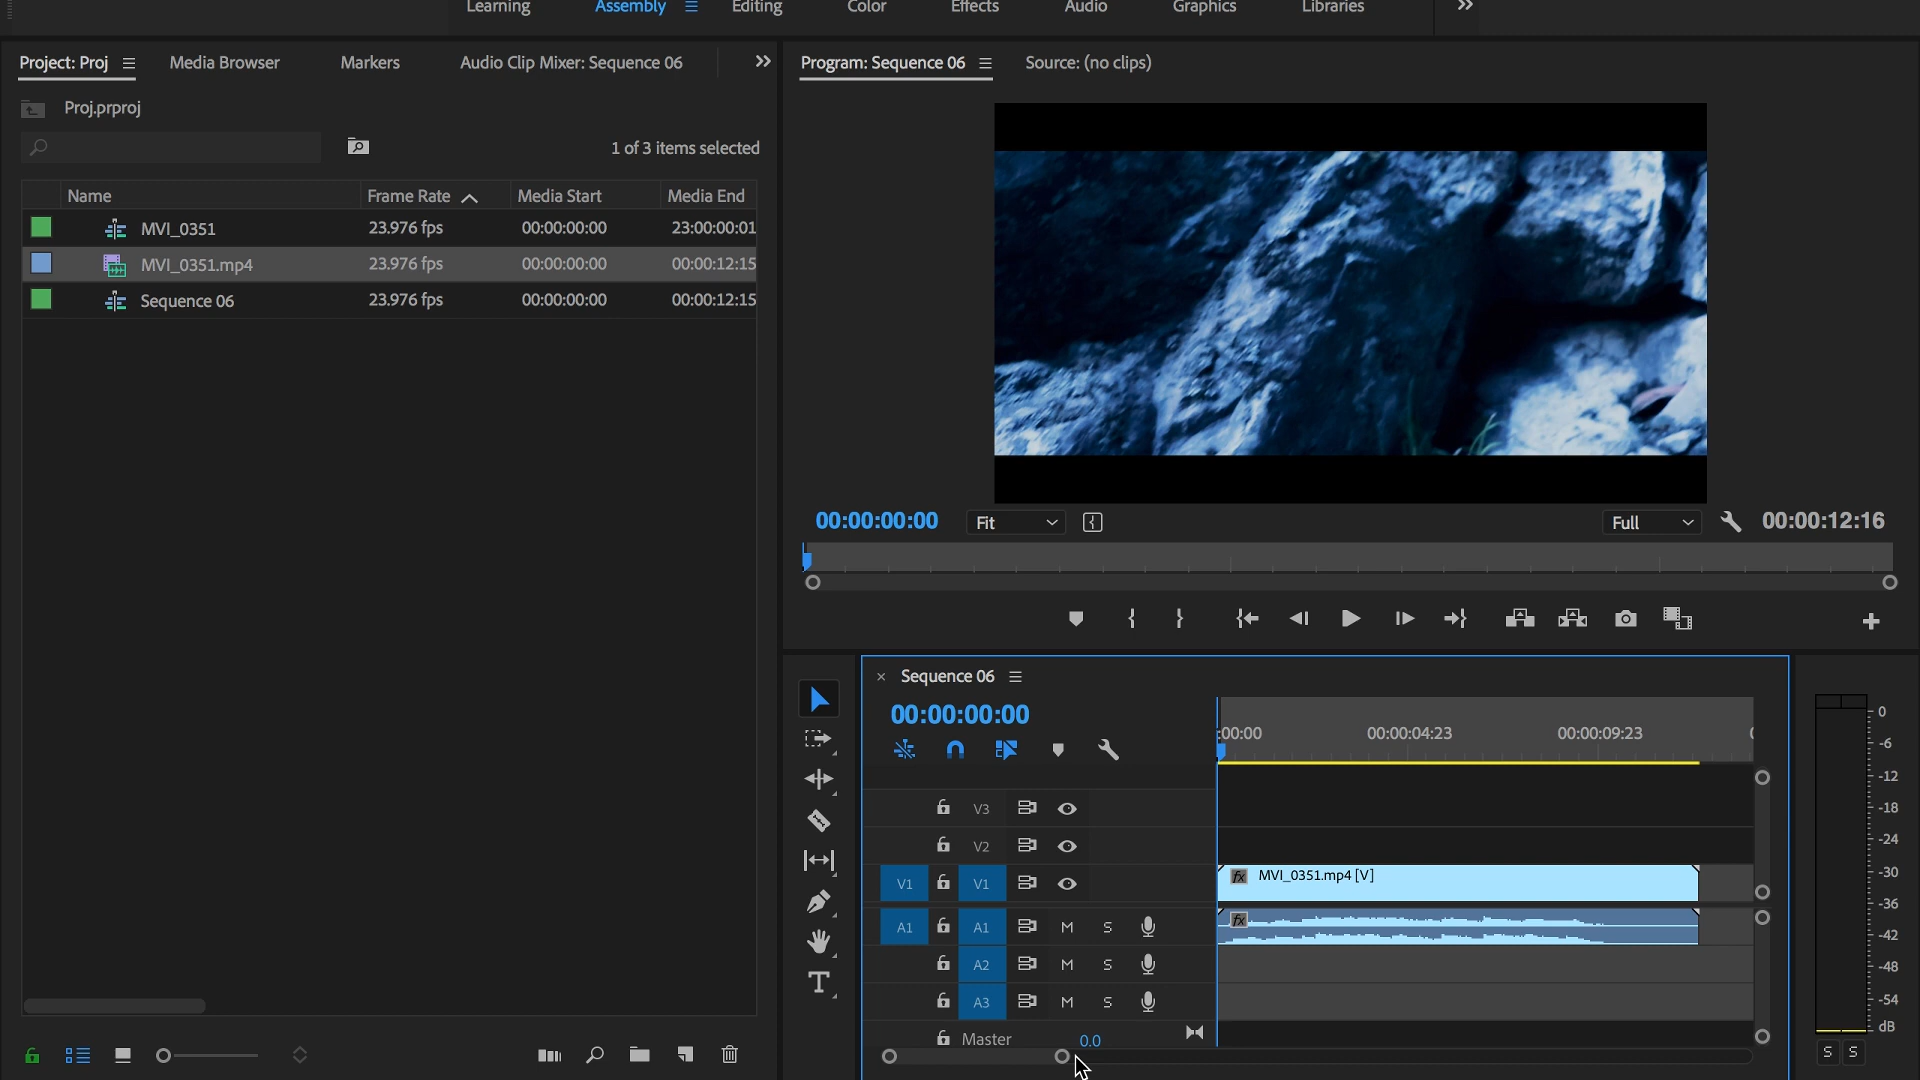 Learning Assembly Editing Color Effects Audio Graphics Libraries
Project: Proj Media Browser Markers Audio Clip Mixer: Sequence 06
Proj.prproj
1 of 3 items selected
Name Frame Rate Media Start Media End
MVI_0351 23.976 fps 00:00:00:00 23:00:00:01
MVI_0351.mp4 23.976 fps 00:00:00:00 00:00:12:15
Sequence 06 23.976 fps 00:00:00:00 00:00:12:15
Program: Sequence 06 Source: (no clips)
00:00:00:00 Fit Full 00:00:12:16
Sequence 06
00:00:00:00
:00:00 00:00:04:23 00:00:09:23
V3
V2
V1 V1 fx MVI_0351.mp4 [V]
A1 A1 M S fx
A2 M S
A3 M S
Master 0.0
0
-6
-12
-18
-24
-30
-36
-42
-48
-54
dB
S S